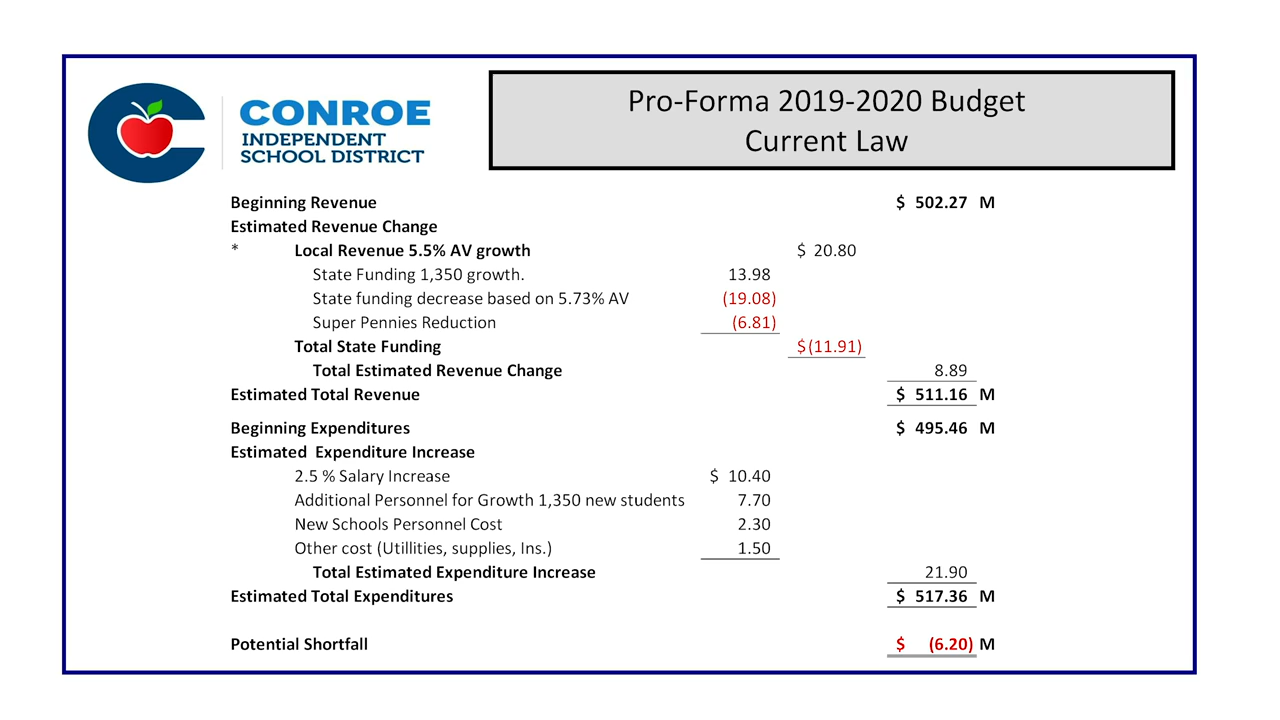 CONROE
INDEPENDENT
SCHOOL DISTRICT
Pro-Forma 2019-2020 Budget
Current Law
Beginning Revenue $ 502.27 M
Estimated Revenue Change
* Local Revenue 5.5% AV growth $ 20.80
State Funding 1,350 growth. 13.98
State funding decrease based on 5.73% AV (19.08)
Super Pennies Reduction (6.81)
Total State Funding $(11.91)
Total Estimated Revenue Change 8.89
Estimated Total Revenue $ 511.16 M
Beginning Expenditures $ 495.46 M
Estimated Expenditure Increase
2.5 % Salary Increase $ 10.40
Additional Personnel for Growth 1,350 new students 7.70
New Schools Personnel Cost 2.30
Other cost (Utillities, supplies, Ins.) 1.50
Total Estimated Expenditure Increase 21.90
Estimated Total Expenditures $ 517.36 M
Potential Shortfall $ (6.20) M